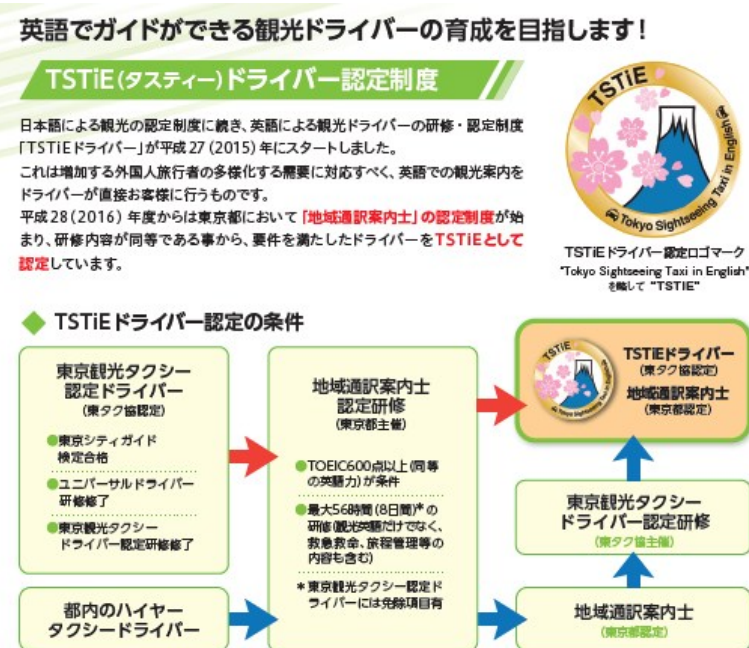 英語でガイドができる観光ドライバーの育成を目指します!
TSTiE(タスティー)ドライバー認定制度
日本語による観光の認定制度に続き、英語による観光ドライバーの研修・認定制度
「TSTiEドライバー」が平成27(2015)年にスタートしました。
これは増加する外国人旅行者の多様化する需要に対応すべく、英語での観光案内を
ドライバーが直接お客様に行うものです。
平成28(2016)年度からは東京都において「地域通訳案内士」の認定制度が始
まり、研修内容が同等である事から、要件を満たしたドライバーをTSTiEとして
認定しています。
TSTiE
Tokyo Sightseeing Taxi in English
TSTiEドライバー認定ロゴマーク
"Tokyo Sightseeing Taxi in English"
を略して "TSTIE"
TSTiEドライバー認定の条件
東京観光タクシー
認定ドライバー
(東タク協認定)
●東京シティガイド
検定合格
●ユニバーサルドライバー
研修修了
●東京観光タクシー
ドライバー認定研修修了
都内のハイヤー
タクシードライバー
地域通訳案内士
認定研修
(東京都主催)
●TOEIC600点以上(同等
の英語力)が条件
●最大56時間(8日間)*の
研修(観光英語だけでなく、
救急救命、旅程管理等の
内容も含む)
*東京観光タクシー認定ド
ライバーには免除項目有
TSTiE
Tokyo Sightseeing Taxi in English
TSTiEドライバー
(東タク協認定)
地域通訳案内士
(東京都認定)
東京観光タクシー
ドライバー認定研修
(東タク協主催)
地域通訳案内士
(東京都認定)